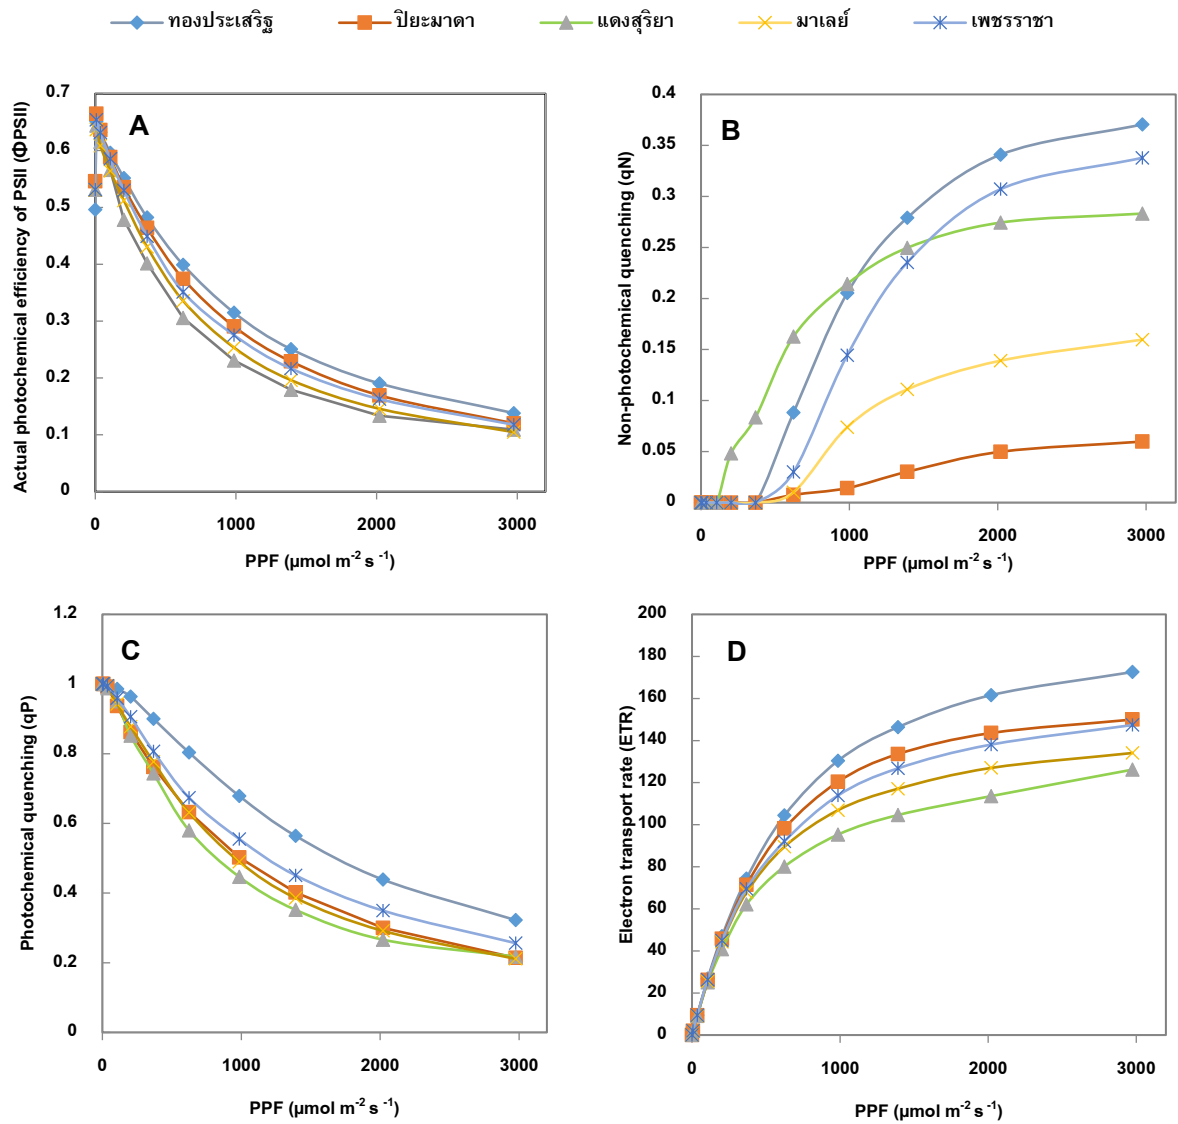 ทองประเสริฐ ปิยะมาดา แดงสุริยา มาเลย์ เพชรราชา
A
Actual photochemical efficiency of PSII (ΦPSII)
0.7
0.6
0.5
0.4
0.3
0.2
0.1
0
0 1000 2000 3000
PPF (µmol m-2 s -1)
B
Non-photochemical quenching (qN)
0.4
0.35
0.3
0.25
0.2
0.15
0.1
0.05
0
0 1000 2000 3000
PPF (µmol m-2 s -1)
C
Photochemical quenching (qP)
1.2
1
0.8
0.6
0.4
0.2
0
0 1000 2000 3000
PPF (µmol m-2 s -1)
D
Electron transport rate (ETR)
200
180
160
140
120
100
80
60
40
20
0
0 1000 2000 3000
PPF (µmol m-2 s -1)